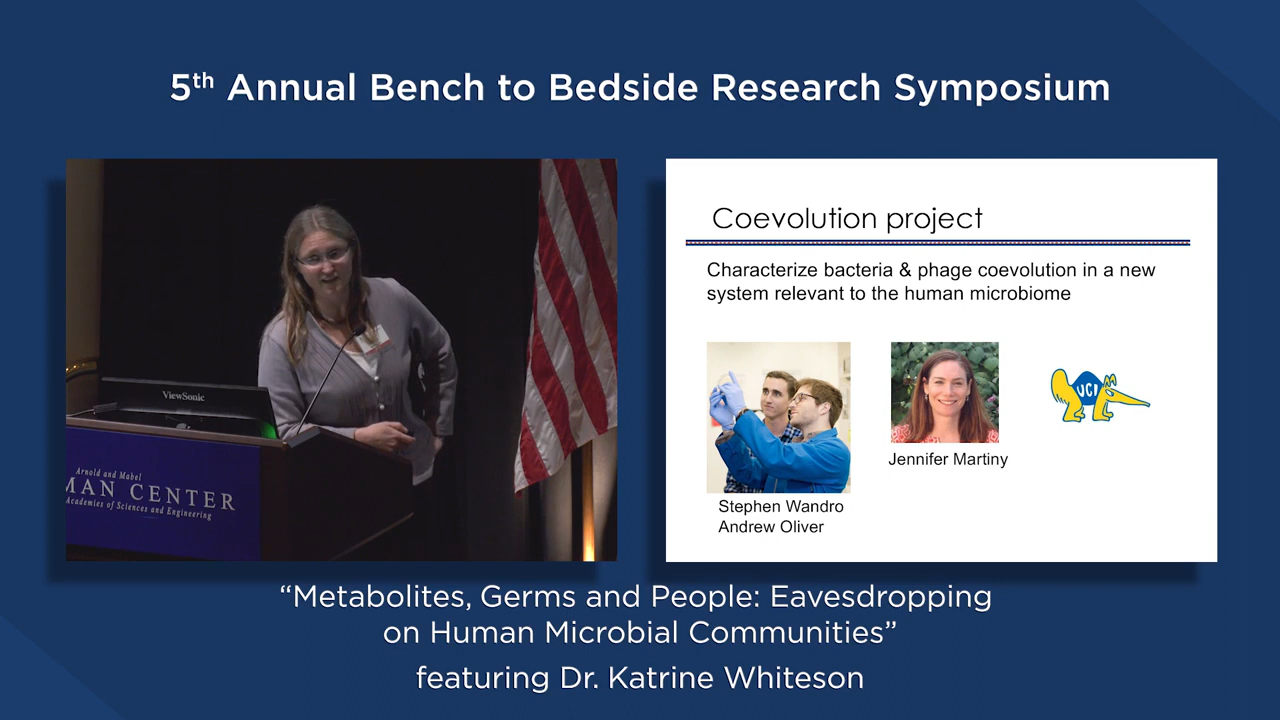 5th Annual Bench to Bedside Research Symposium
ViewSonic
Arnold and Mabel
MAN CENTER
Academies of Sciences and Engineering
Coevolution project
Characterize bacteria & phage coevolution in a new
system relevant to the human microbiome
UCI
Stephen Wandro
Andrew Oliver
Jennifer Martiny
“Metabolites, Germs and People: Eavesdropping
on Human Microbial Communities”
featuring Dr. Katrine Whiteson